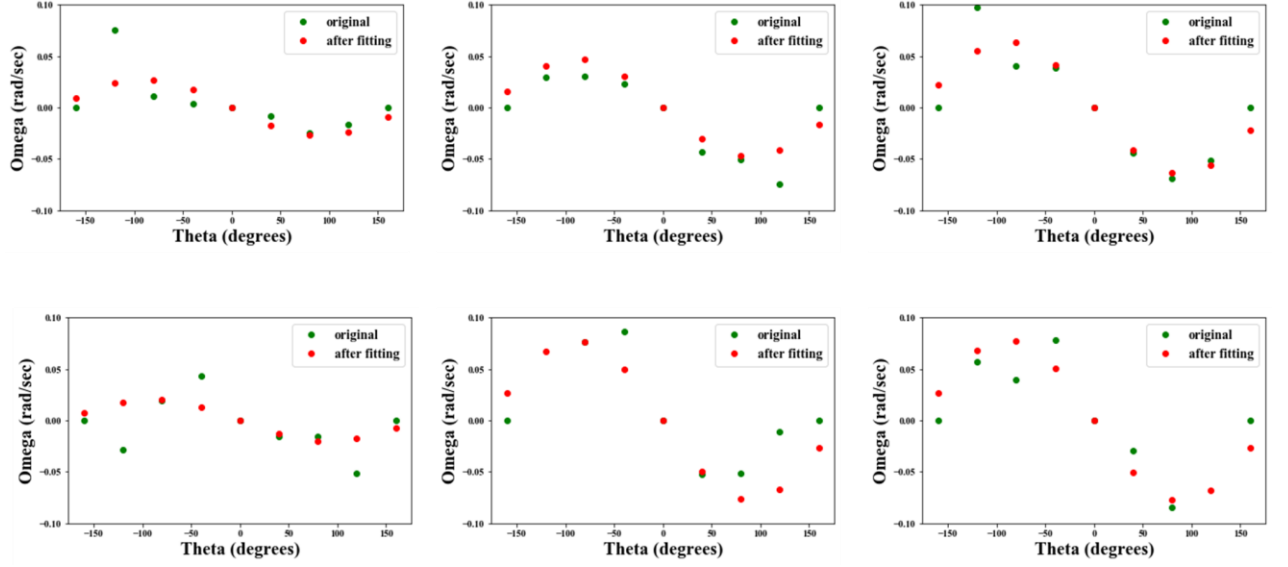 0.10
0.05
0.00
−0.05
−0.10
Omega (rad/sec)
original
after fitting
−150 −100 −50 0 50 100 150
Theta (degrees)
0.10
0.05
0.00
−0.05
−0.10
Omega (rad/sec)
original
after fitting
−150 −100 −50 0 50 100 150
Theta (degrees)
0.10
0.05
0.00
−0.05
−0.10
Omega (rad/sec)
original
after fitting
−150 −100 −50 0 50 100 150
Theta (degrees)
0.10
0.05
0.00
−0.05
−0.10
Omega (rad/sec)
original
after fitting
−150 −100 −50 0 50 100 150
Theta (degrees)
0.10
0.05
0.00
−0.05
−0.10
Omega (rad/sec)
original
after fitting
−150 −100 −50 0 50 100 150
Theta (degrees)
0.10
0.05
0.00
−0.05
−0.10
Omega (rad/sec)
original
after fitting
−150 −100 −50 0 50 100 150
Theta (degrees)